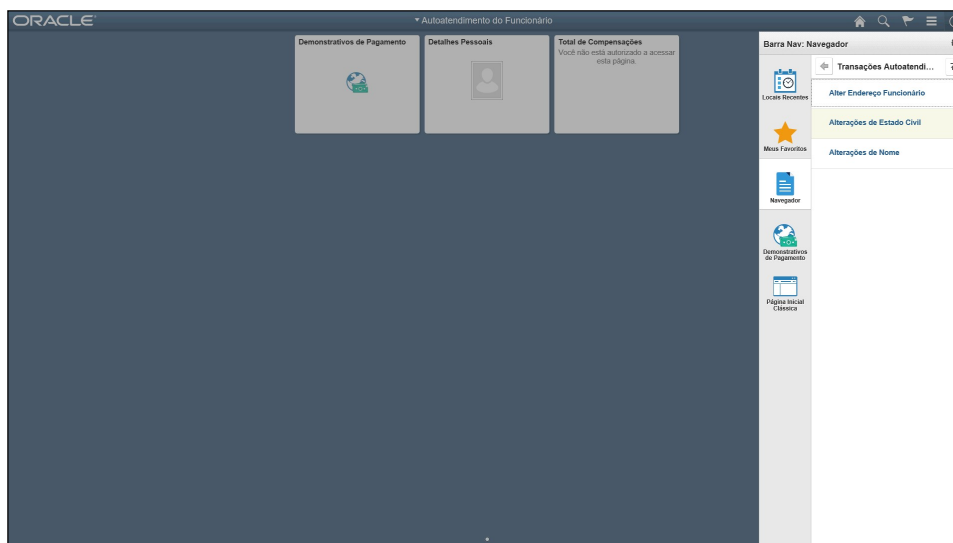 ORACLE
Autoatendimento do Funcionário
Demonstrativos de Pagamento
Detalhes Pessoais
Total de Compensações
Você não está autorizado a acessar
esta página.
Barra Nav: Navegador
Transações Autoatendi...
Locais Recentes
Meus Favoritos
Navegador
Demonstrativos
de Pagamento
Página Inicial
Clássica
Alter Endereço Funcionário
Alterações de Estado Civil
Alterações de Nome